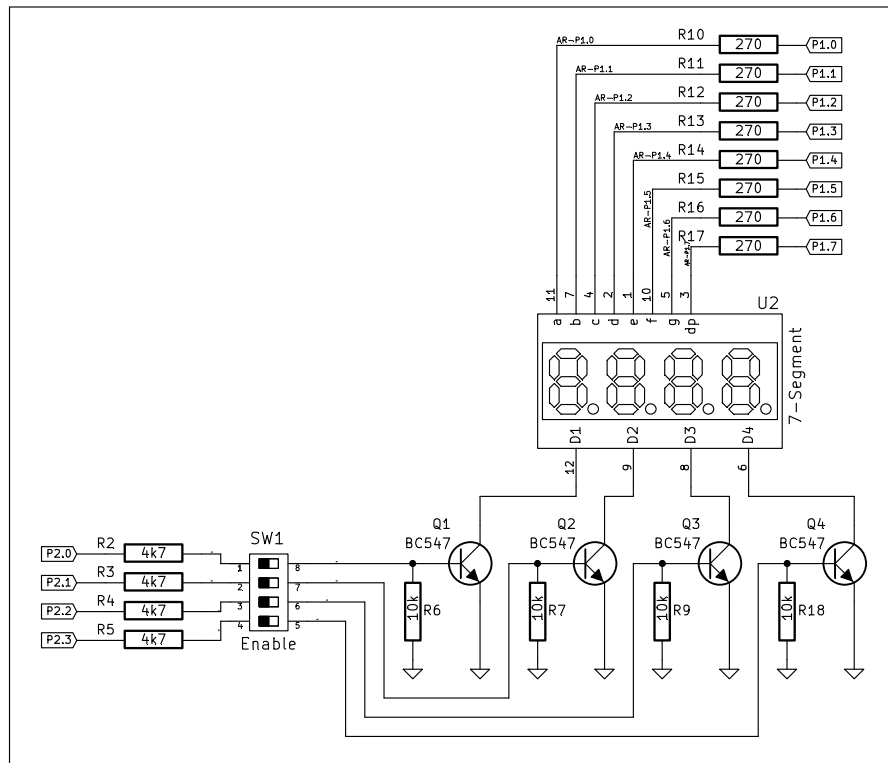 AR-P1.0 R10 270 P1.0
AR-P1.1 R11 270 P1.1
AR-P1.2 R12 270 P1.2
AR-P1.3 R13 270 P1.3
AR-P1.4 R14 270 P1.4
AR-P1.5 R15 270 P1.5
AR-P1.6 R16 270 P1.6
AR-P1.7 R17 270 P1.7
11 7 4 2 1 10 5 3
U2
a b c d e f g dp
7-Segment
D1 D2 D3 D4
12 9 8 6
Q1 Q2 Q3 Q4
BC547 BC547 BC547 BC547
R2 SW1
P2.0 4k7 1 8
R3
P2.1 4k7 2 7
R4
P2.2 4k7 3 6
R5
P2.3 4k7 4 5
Enable
10k R6 10k R7 10k R9 10k R18